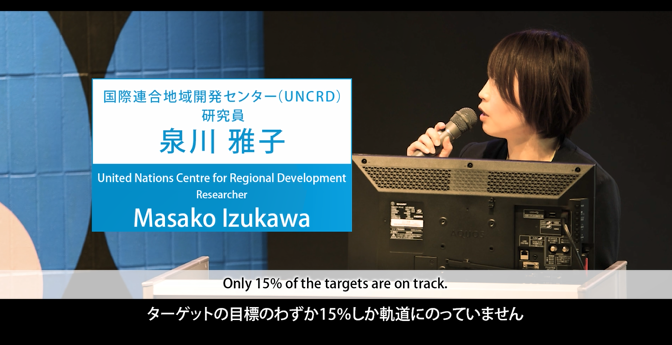 国際連合地域開発センター（UNCRD）
研究員
泉川 雅子
United Nations Centre for Regional Development
Researcher
Masako Izukawa
Only 15% of the targets are on track.
ターゲットの目標のわずか15%しか軌道にのっていません